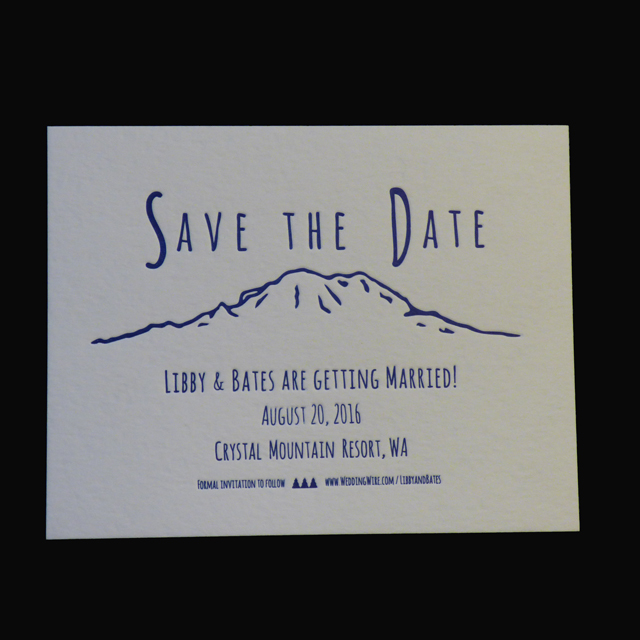 Save the Date
Libby & Bates are getting Married!
August 20, 2016
Crystal Mountain Resort, WA
Formal invitation to follow www.WeddingWire.com/LibbyandBates